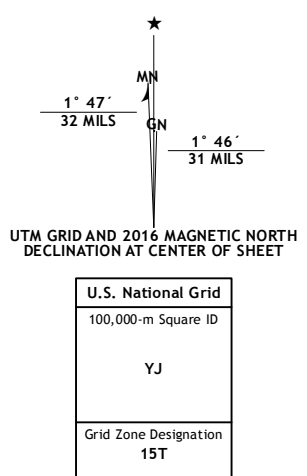 MN
1° 47´
32 MILS
GN
1° 46´
31 MILS
UTM GRID AND 2016 MAGNETIC NORTH
DECLINATION AT CENTER OF SHEET
U.S. National Grid
100,000-m Square ID
YJ
Grid Zone Designation
15T